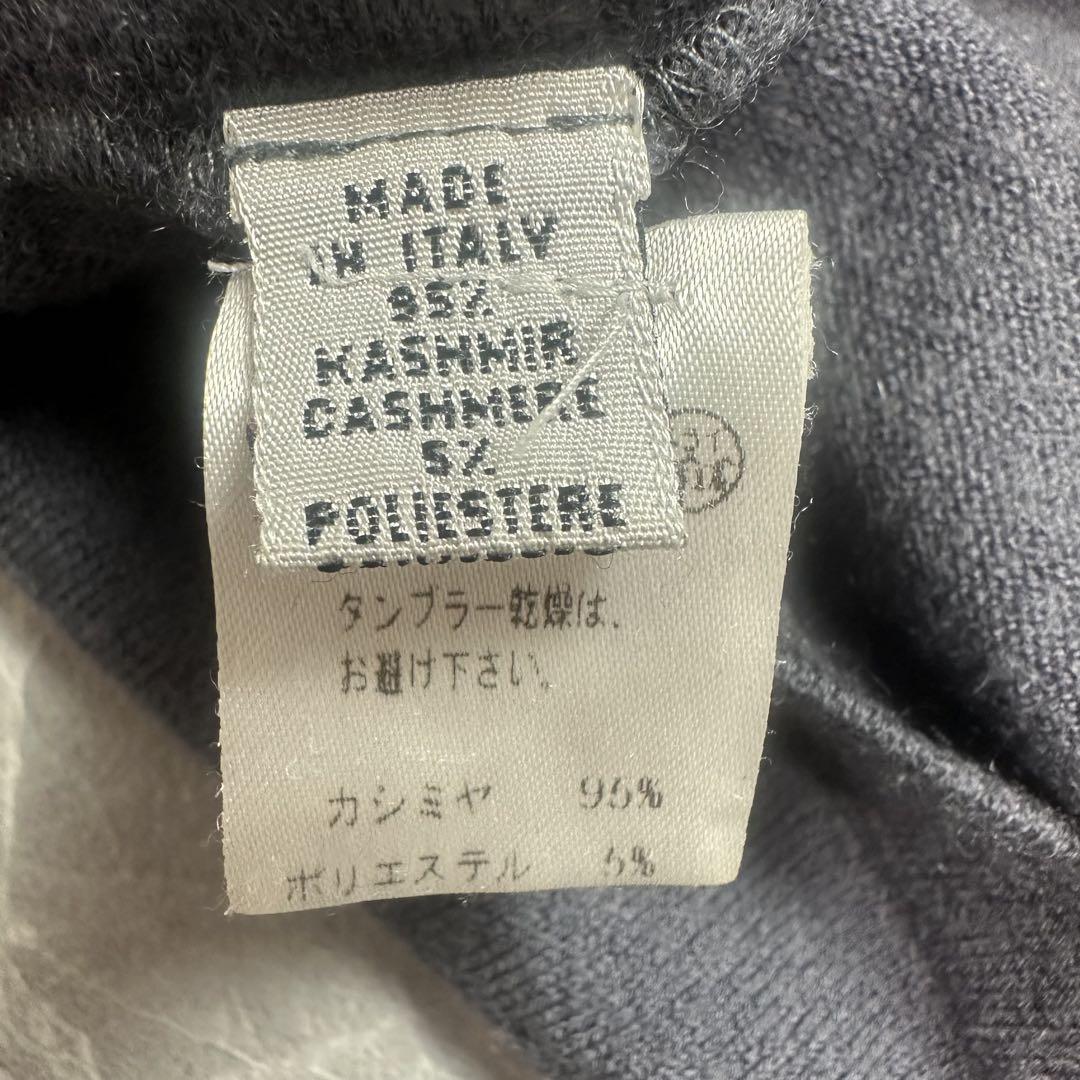 MADE
IN ITALY
95%
KASHMIR
CASHMERE
5%
POLIESTERE
タンブラー乾燥は、
お避け下さい。
カシミヤ 95%
ポリエステル 5%